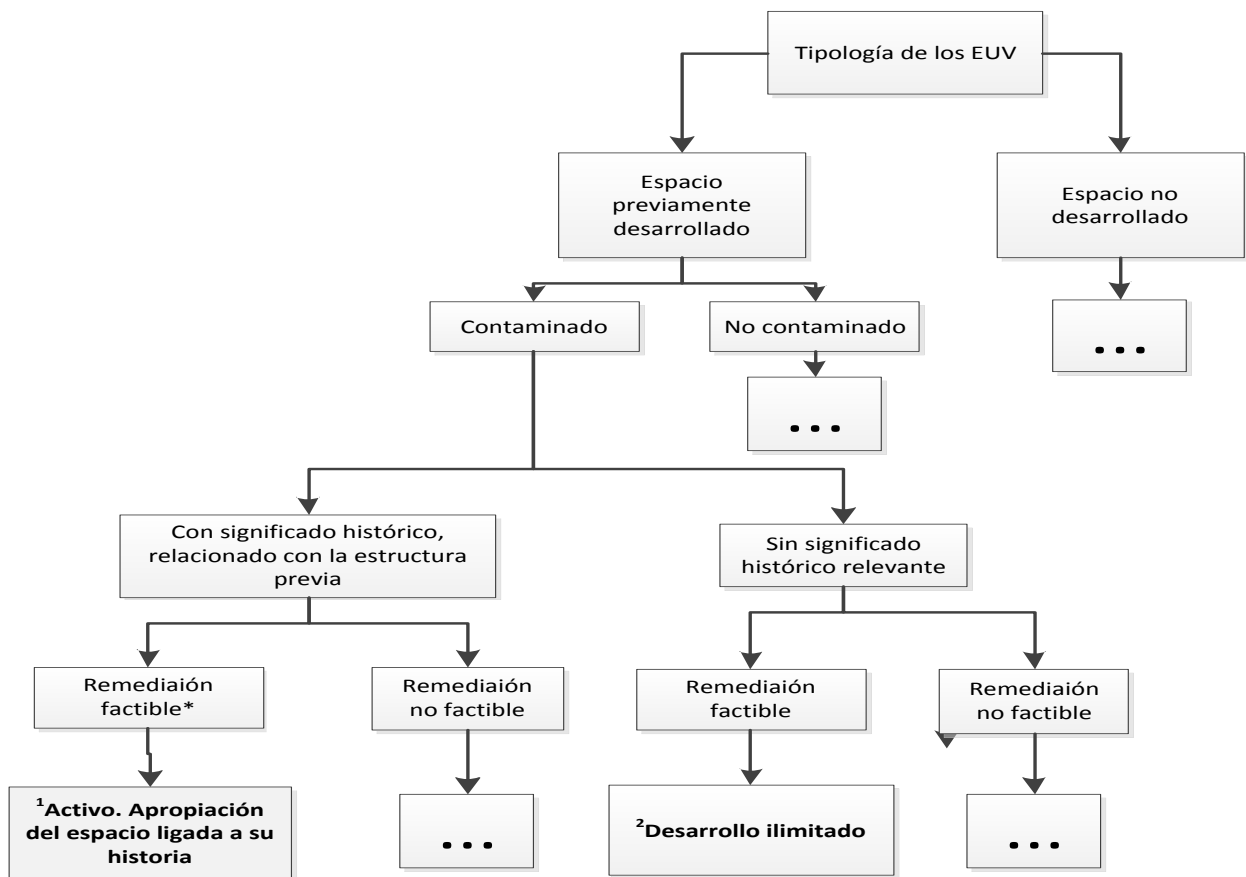 Tipología de los EUV
Espacio
previamente
desarrollado
Espacio no
desarrollado
Contaminado
No contaminado
...
...
Con significado histórico,
relacionado con la estructura
previa
Sin significado
histórico relevante
Remediaión
factible*
Remediaión
no factible
Remediaión
factible
Remediaión
no factible
¹Activo. Apropiación
del espacio ligada a su
historia
...
²Desarrollo ilimitado
...